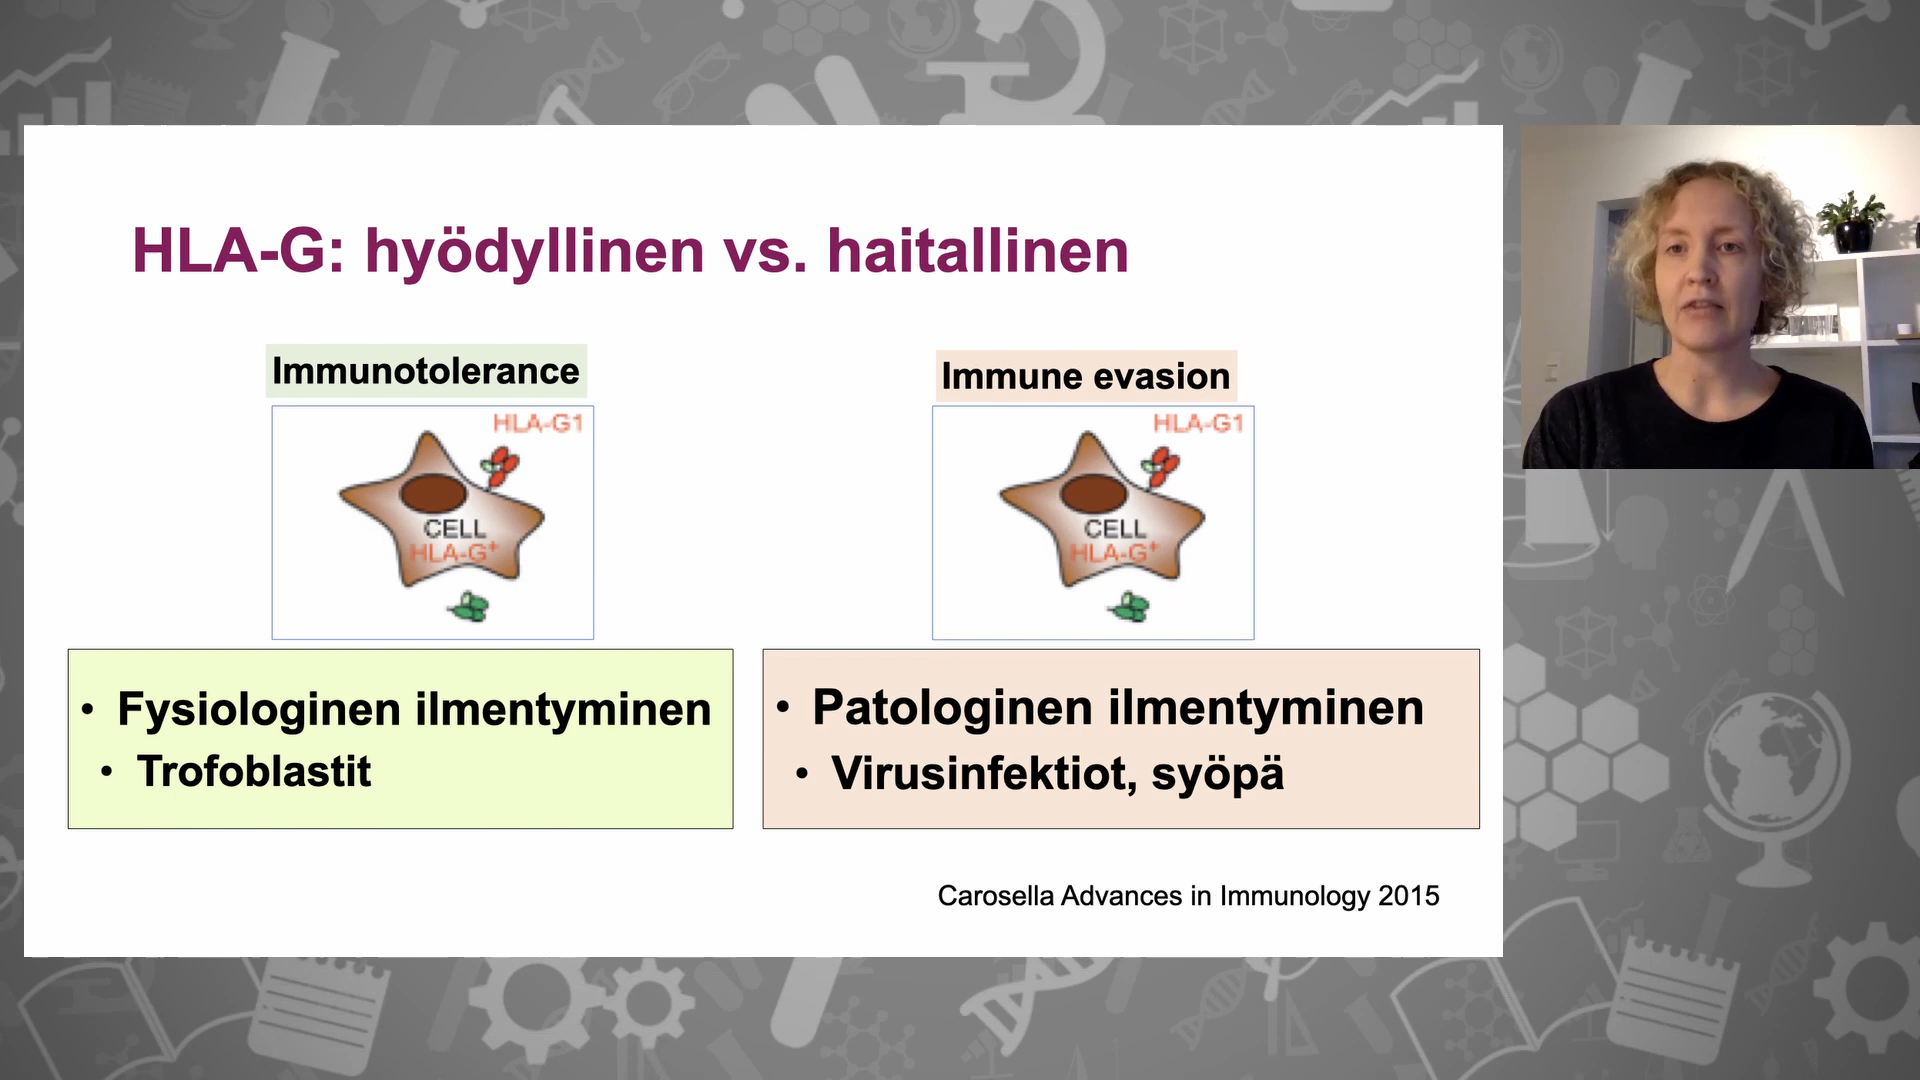 HLA-G: hyödyllinen vs. haitallinen
Immunotolerance
HLA-G1
CELL
HLA-G⁺
• Fysiologinen ilmentyminen
• Trofoblastit
Immune evasion
HLA-G1
CELL
HLA-G⁺
• Patologinen ilmentyminen
• Virusinfektiot, syöpä
Carosella Advances in Immunology 2015